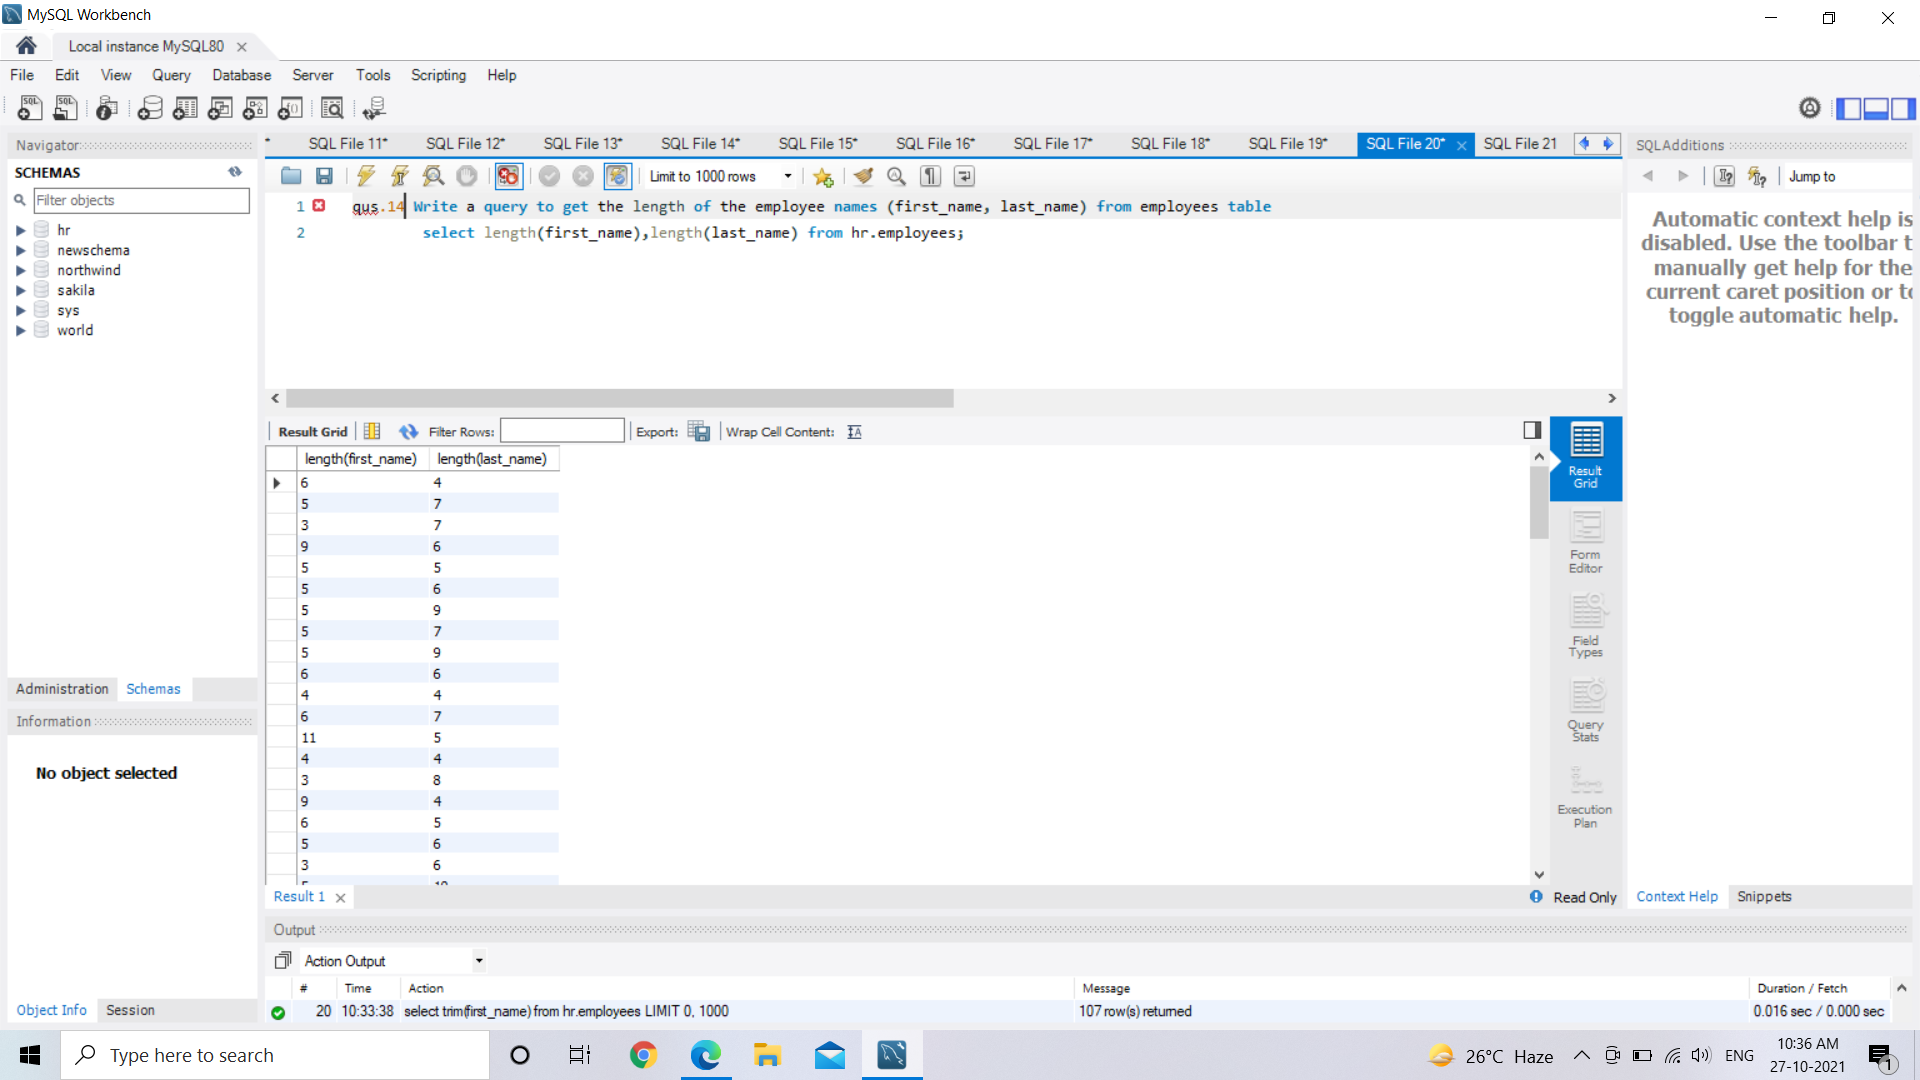 MySQL Workbench
Local instance MySQL80
File Edit View Query Database Server Tools Scripting Help
Navigator
SCHEMAS
Filter objects
hr
newschema
northwind
sakila
sys
world
Administration Schemas
Information
No object selected
Object Info Session
* SQL File 11* SQL File 12* SQL File 13* SQL File 14* SQL File 15* SQL File 16* SQL File 17* SQL File 18* SQL File 19* SQL File 20* SQL File 21
Limit to 1000 rows
1 qus.14 Write a query to get the length of the employee names (first_name, last_name) from employees table
2 select length(first_name),length(last_name) from hr.employees;
Result Grid Filter Rows: Export: Wrap Cell Content:
length(first_name) length(last_name)
6 4
5 7
3 7
9 6
5 5
5 6
5 9
5 7
5 9
6 6
4 4
6 7
11 5
4 4
3 8
9 4
6 5
5 6
3 6
Result Grid
Form Editor
Field Types
Query Stats
Execution Plan
Result 1
Read Only
SQLAdditions
Jump to
Automatic context help is
disabled. Use the toolbar t
manually get help for the
current caret position or to
toggle automatic help.
Context Help Snippets
Output
Action Output
# Time Action Message Duration / Fetch
20 10:33:38 select trim(first_name) from hr.employees LIMIT 0, 1000 107 row(s) returned 0.016 sec / 0.000 sec
Type here to search
26°C Haze
ENG
10:36 AM
27-10-2021
1